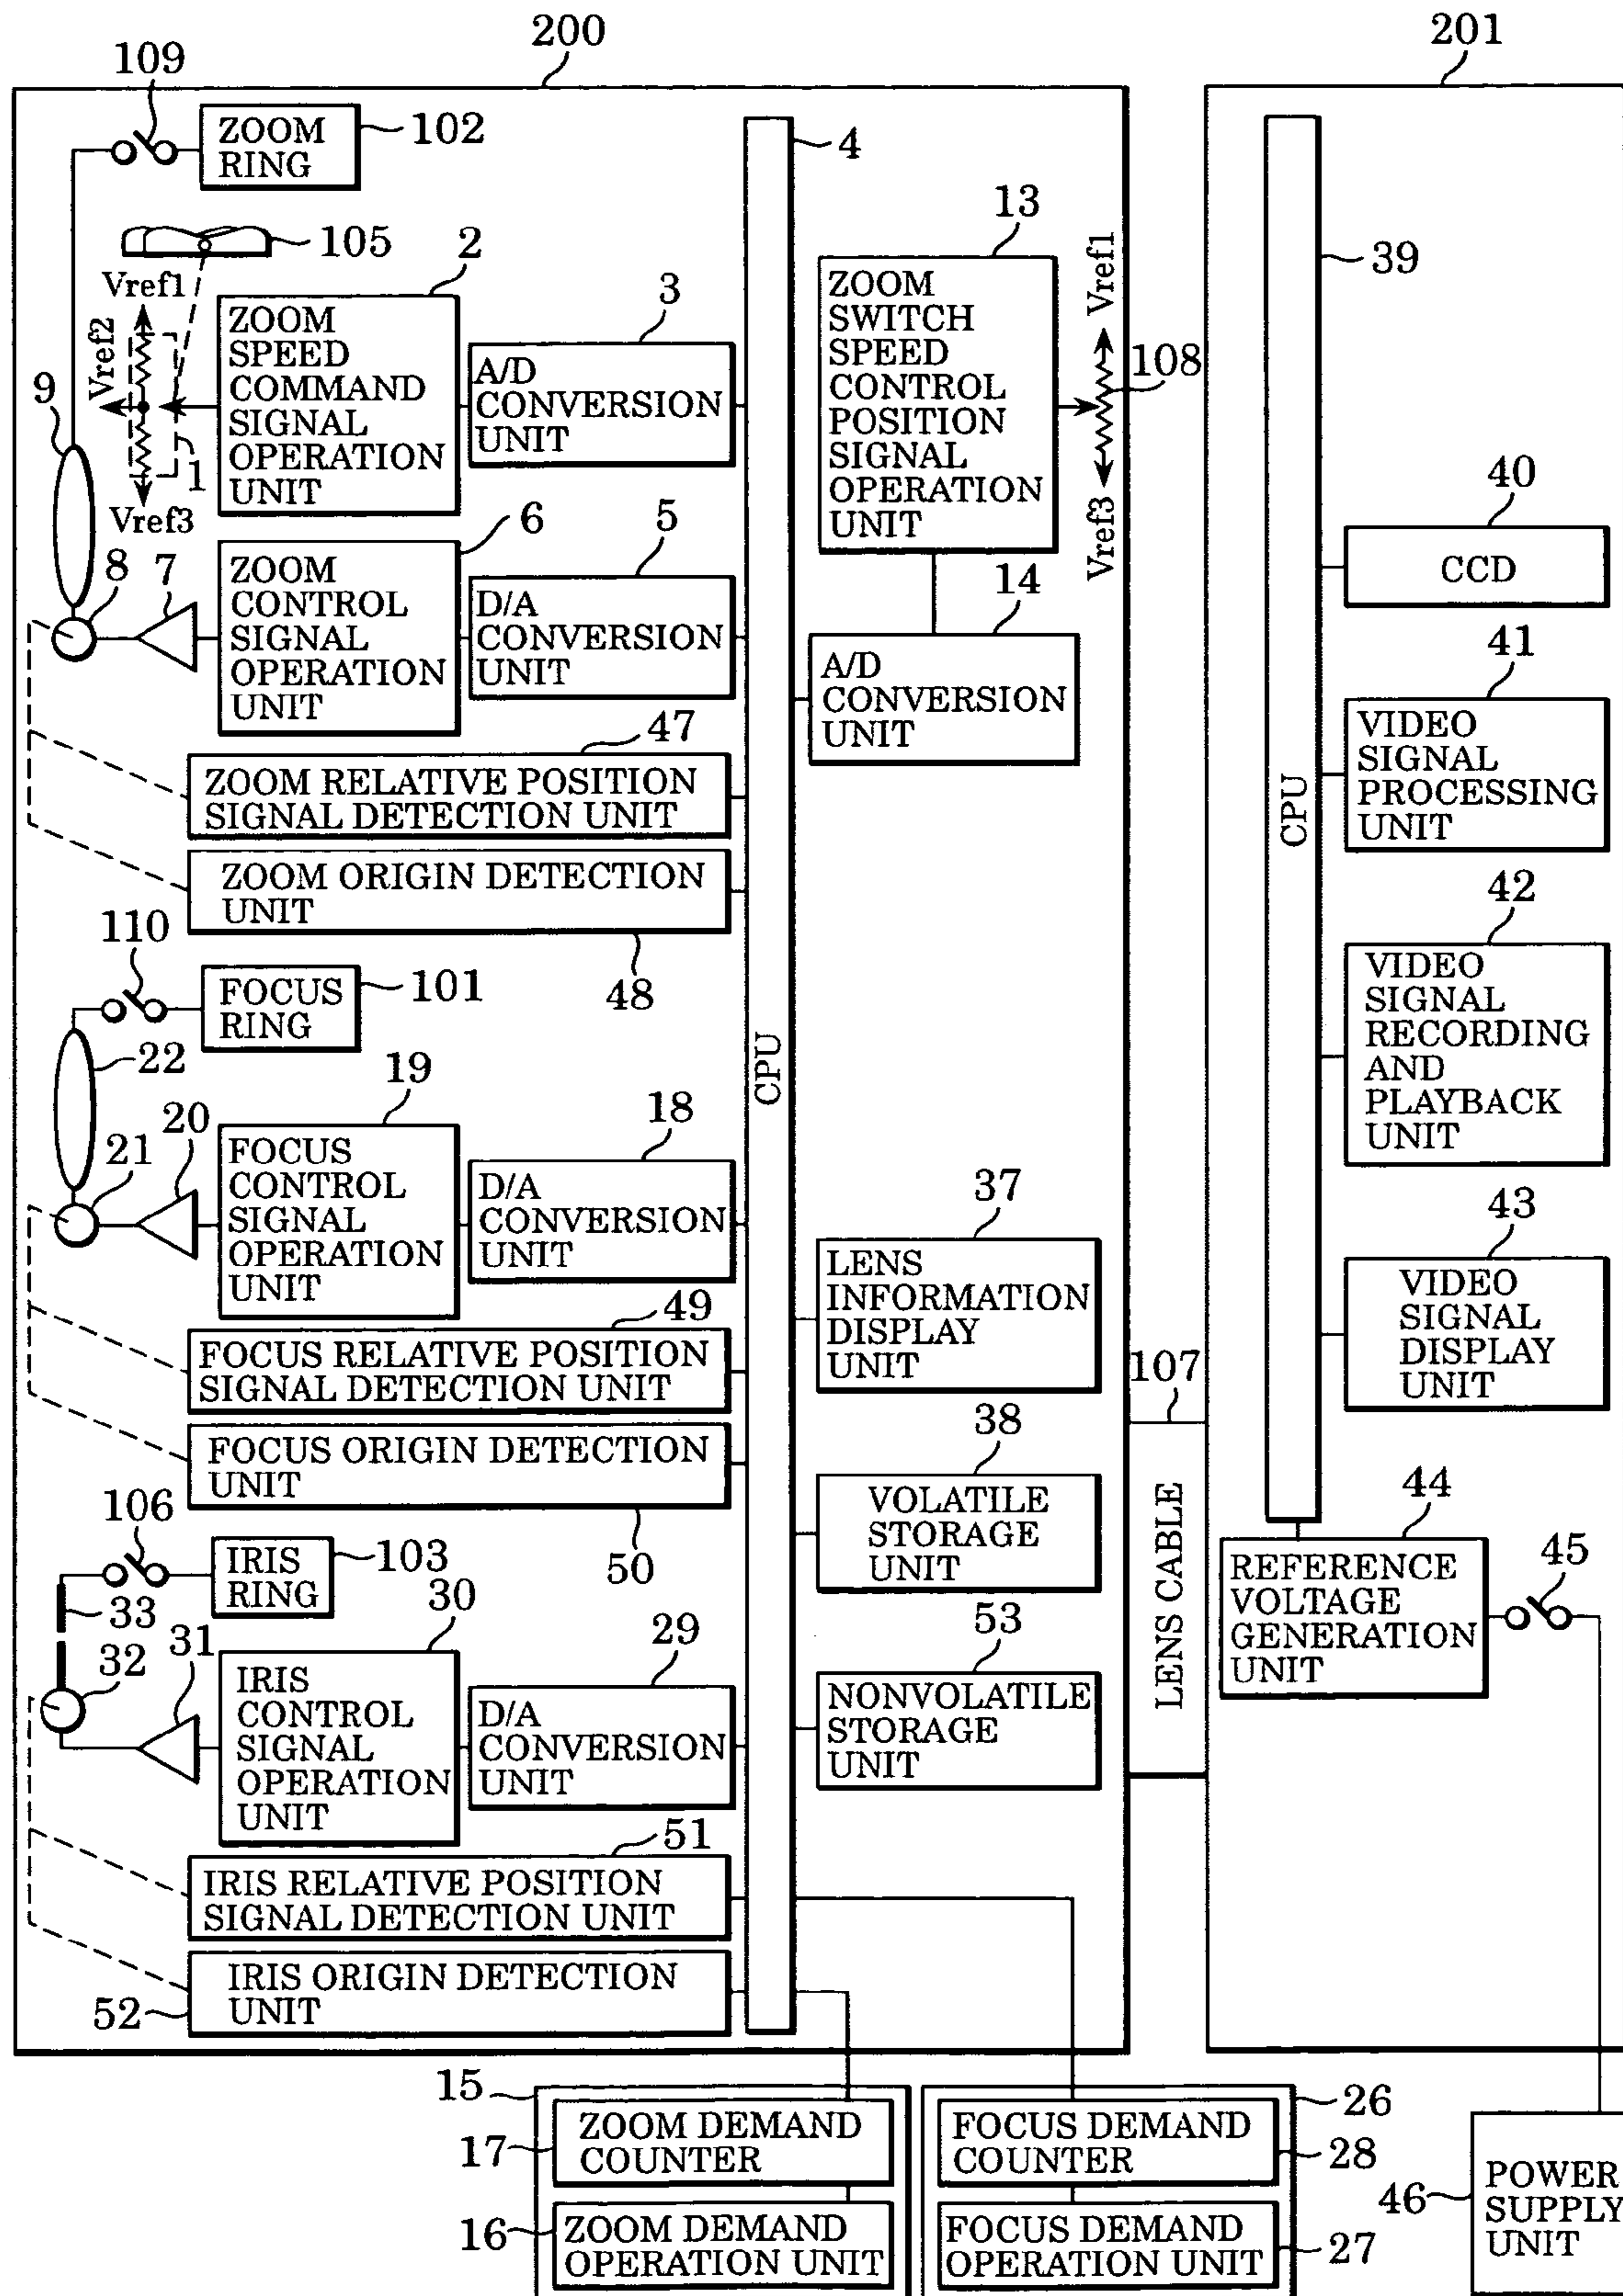 200
201
109
ZOOM
RING
102
4
105
2
3
13
Vref1
Vref2
Vref3
1
9
ZOOM
SPEED
COMMAND
SIGNAL
OPERATION
UNIT
A/D
CONVERSION
UNIT
ZOOM
SWITCH
SPEED
CONTROL
POSITION
SIGNAL
OPERATION
UNIT
Vref1
108
Vref3
39
40
CCD
8
7
6
5
14
ZOOM
CONTROL
SIGNAL
OPERATION
UNIT
D/A
CONVERSION
UNIT
A/D
CONVERSION
UNIT
41
VIDEO
SIGNAL
PROCESSING
UNIT
CPU
47
ZOOM RELATIVE POSITION
SIGNAL DETECTION UNIT
ZOOM ORIGIN DETECTION
UNIT
48
42
VIDEO
SIGNAL
RECORDING
AND
PLAYBACK
UNIT
110
FOCUS
RING
101
CPU
22
19
18
20
21
FOCUS
CONTROL
SIGNAL
OPERATION
UNIT
D/A
CONVERSION
UNIT
37
LENS
INFORMATION
DISPLAY
UNIT
43
VIDEO
SIGNAL
DISPLAY
UNIT
49
FOCUS RELATIVE POSITION
SIGNAL DETECTION UNIT
FOCUS ORIGIN DETECTION
UNIT
50
107
LENS CABLE
38
VOLATILE
STORAGE
UNIT
44
REFERENCE
VOLTAGE
GENERATION
UNIT
45
106
IRIS
RING
103
33
30
29
53
31
32
IRIS
CONTROL
SIGNAL
OPERATION
UNIT
D/A
CONVERSION
UNIT
NONVOLATILE
STORAGE
UNIT
51
IRIS RELATIVE POSITION
SIGNAL DETECTION UNIT
IRIS ORIGIN DETECTION
UNIT
52
15
ZOOM DEMAND
COUNTER
17
16
ZOOM DEMAND
OPERATION UNIT
26
FOCUS DEMAND
COUNTER
28
FOCUS DEMAND
OPERATION UNIT
27
46
POWER
SUPPLY
UNIT